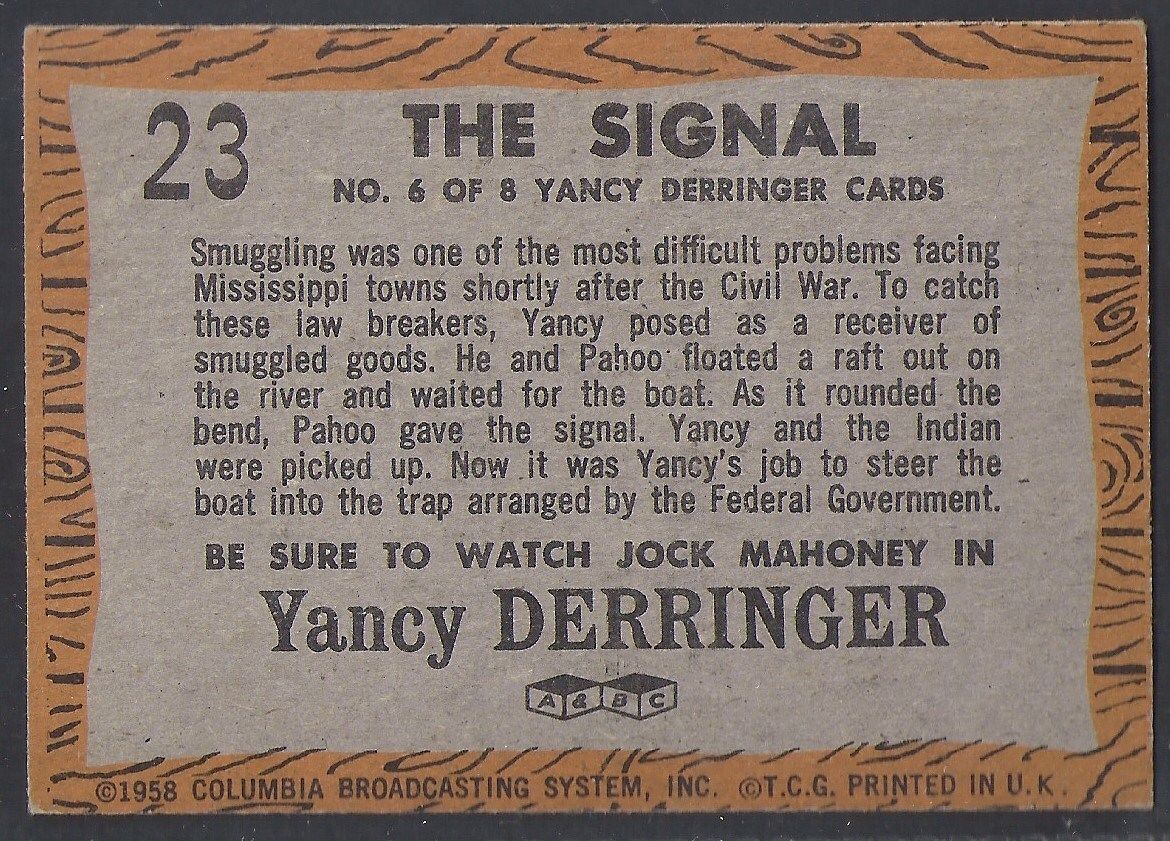 23
THE SIGNAL
NO. 6 OF 8 YANCY DERRINGER CARDS
Smuggling was one of the most difficult problems facing
Mississippi towns shortly after the Civil War. To catch
these law breakers, Yancy posed as a receiver of
smuggled goods. He and Pahoo floated a raft out on
the river and waited for the boat. As it rounded the
bend, Pahoo gave the signal. Yancy and the Indian
were picked up. Now it was Yancy's job to steer the
boat into the trap arranged by the Federal Government.
BE SURE TO WATCH JOCK MAHONEY IN
Yancy DERRINGER
A & B C
©1958 COLUMBIA BROADCASTING SYSTEM, INC. ©T.C.G. PRINTED IN U.K.